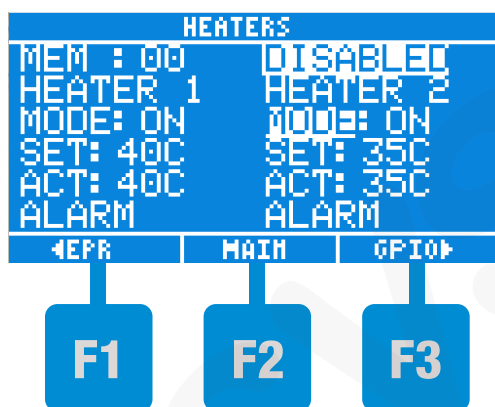 HEATERS
MEM : 00 DISABLED
HEATER 1 HEATER 2
MODE: ON MODE: ON
SET: 40C SET: 35C
ACT: 40C ACT: 35C
ALARM ALARM
◀EPR MAIN GPIO▶
F1 F2 F3